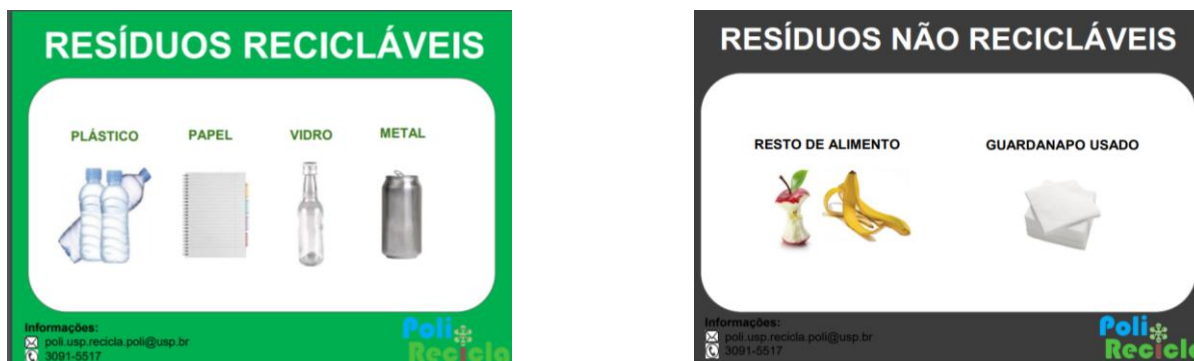 RESÍDUOS RECICLÁVEIS
PLÁSTICO PAPEL VIDRO METAL
Informações:
poli.usp.recicla.poli@usp.br
3091-5517
Poli
Recicla
RESÍDUOS NÃO RECICLÁVEIS
RESTO DE ALIMENTO GUARDANAPO USADO
Informações:
poli.usp.recicla.poli@usp.br
3091-5517
Poli
Recicla